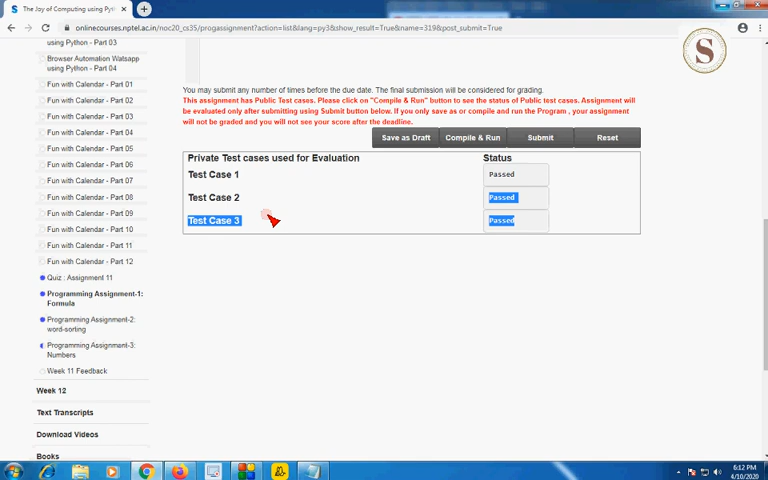 The Joy of Computing using Pyt
onlinecourses.nptel.ac.in/noc20_cs35/progassignment?action=list&lang=py3&show_result=True&name=319&post_submit=True
using Python - Part 03
Browser Automation Watsapp
using Python - Part 04
Fun with Calendar - Part 01
Fun with Calendar - Part 02
Fun with Calendar - Part 03
Fun with Calendar - Part 04
Fun with Calendar - Part 05
Fun with Calendar - Part 06
Fun with Calendar - Part 07
Fun with Calendar - Part 08
Fun with Calendar - Part 09
Fun with Calendar - Part 10
Fun with Calendar - Part 11
Fun with Calendar - Part 12
Quiz : Assignment 11
Programming Assignment-1:
Formula
Programming Assignment-2:
word-sorting
Programming Assignment-3:
Numbers
Week 11 Feedback
Week 12
Text Transcripts
Download Videos
Books
You may submit any number of times before the due date. The final submission will be considered for grading.
This assignment has Public Test cases. Please click on "Compile & Run" button to see the status of Public test cases. Assignment will
be evaluated only after submitting using Submit button below. If you only save as or compile and run the Program , your assignment
will not be graded and you will not see your score after the deadline.
Save as Draft Compile & Run Submit Reset
Private Test cases used for Evaluation Status
Test Case 1 Passed
Test Case 2 Passed
Test Case 3 Passed
S
6:12 PM
4/10/2020